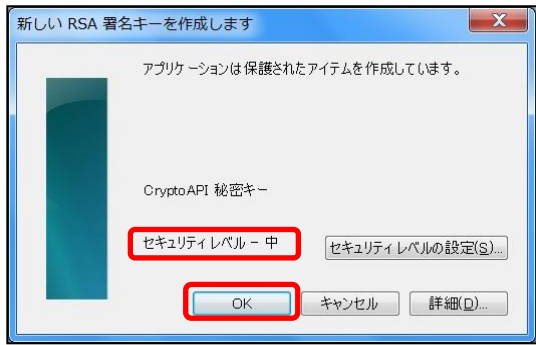 新しい RSA 署名キーを作成します
アプリケーションは保護されたアイテムを作成しています。
CryptoAPI 秘密キー
セキュリティ レベル - 中
セキュリティ レベルの設定(S)...
OK
キャンセル
詳細(D)...